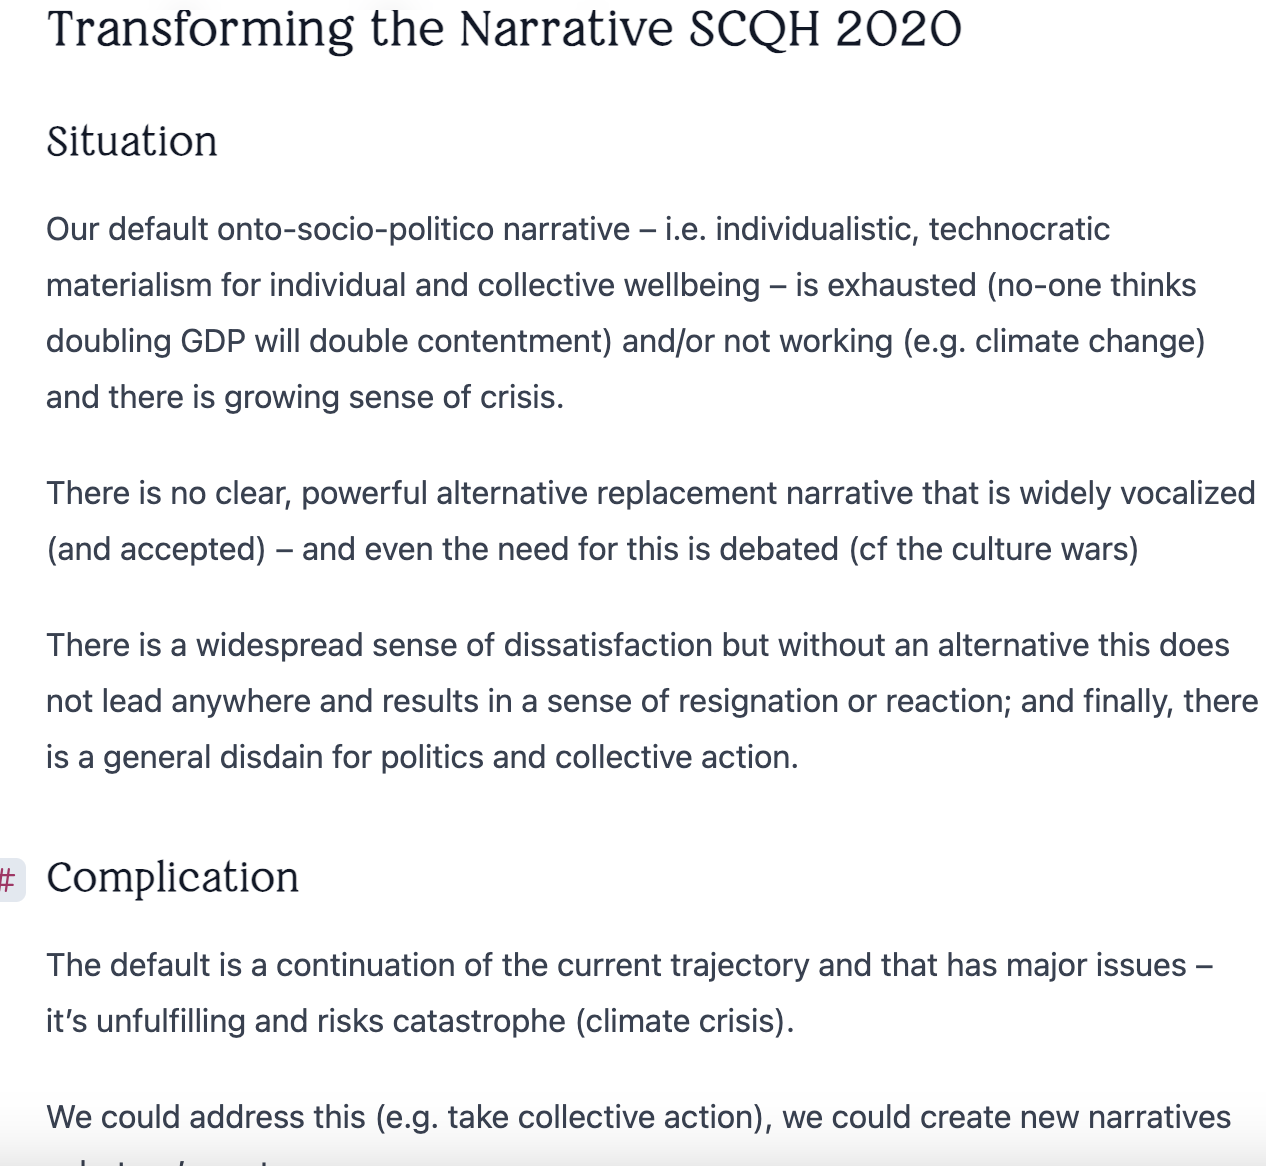 Transforming the Narrative SCQH 2020
Situation
Our default onto-socio-politico narrative – i.e. individualistic, technocratic
materialism for individual and collective wellbeing – is exhausted (no-one thinks
doubling GDP will double contentment) and/or not working (e.g. climate change)
and there is growing sense of crisis.
There is no clear, powerful alternative replacement narrative that is widely vocalized
(and accepted) – and even the need for this is debated (cf the culture wars)
There is a widespread sense of dissatisfaction but without an alternative this does
not lead anywhere and results in a sense of resignation or reaction; and finally, there
is a general disdain for politics and collective action.
# Complication
The default is a continuation of the current trajectory and that has major issues –
it’s unfulfilling and risks catastrophe (climate crisis).
We could address this (e.g. take collective action), we could create new narratives